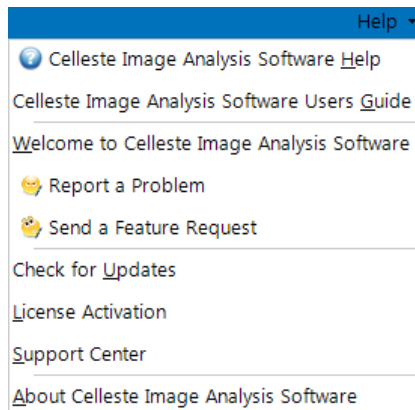 Help
Celleste Image Analysis Software Help
Celleste Image Analysis Software Users Guide
Welcome to Celleste Image Analysis Software
Report a Problem
Send a Feature Request
Check for Updates
License Activation
Support Center
About Celleste Image Analysis Software